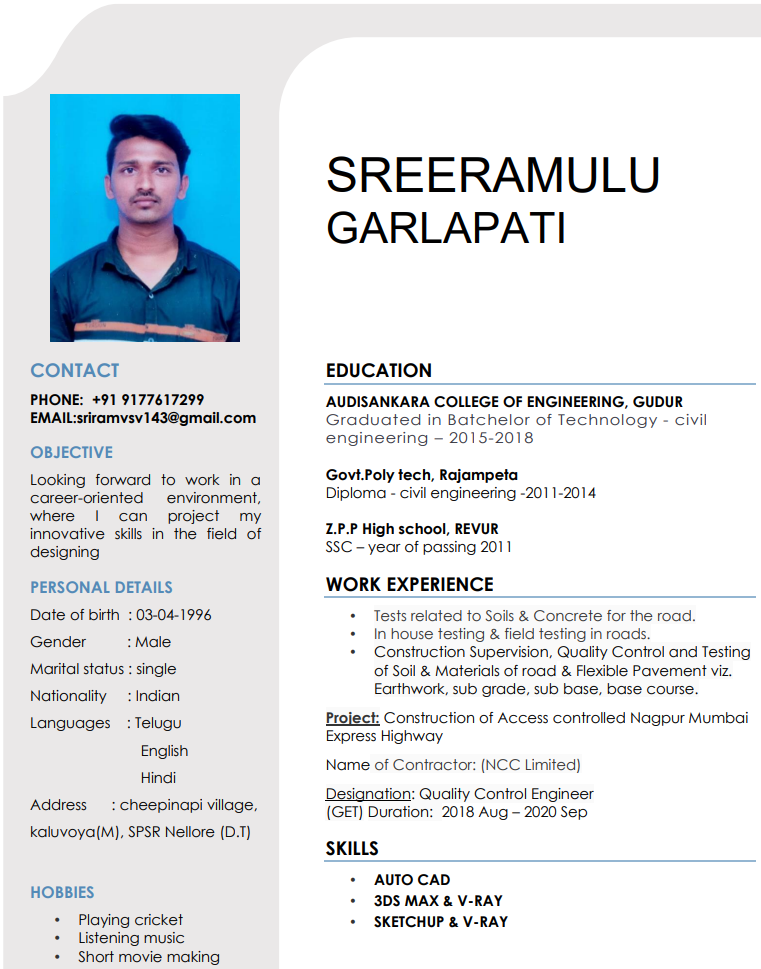 SREERAMULU
GARLAPATI
CONTACT
PHONE: +91 9177617299
EMAIL:sriramvsv143@gmail.com
OBJECTIVE
Looking forward to work in a
career-oriented environment,
where I can project my
innovative skills in the field of
designing
PERSONAL DETAILS
Date of birth : 03-04-1996
Gender : Male
Marital status : single
Nationality : Indian
Languages : Telugu
English
Hindi
Address : cheepinapi village,
kaluvoya(M), SPSR Nellore (D.T)
HOBBIES
• Playing cricket
• Listening music
• Short movie making
EDUCATION
AUDISANKARA COLLEGE OF ENGINEERING, GUDUR
Graduated in Batchelor of Technology - civil
engineering – 2015-2018
Govt.Poly tech, Rajampeta
Diploma - civil engineering -2011-2014
Z.P.P High school, REVUR
SSC – year of passing 2011
WORK EXPERIENCE
• Tests related to Soils & Concrete for the road.
• In house testing & field testing in roads.
• Construction Supervision, Quality Control and Testing
of Soil & Materials of road & Flexible Pavement viz.
Earthwork, sub grade, sub base, base course.
Project: Construction of Access controlled Nagpur Mumbai
Express Highway
Name of Contractor: (NCC Limited)
Designation: Quality Control Engineer
(GET) Duration: 2018 Aug – 2020 Sep
SKILLS
• AUTO CAD
• 3DS MAX & V-RAY
• SKETCHUP & V-RAY